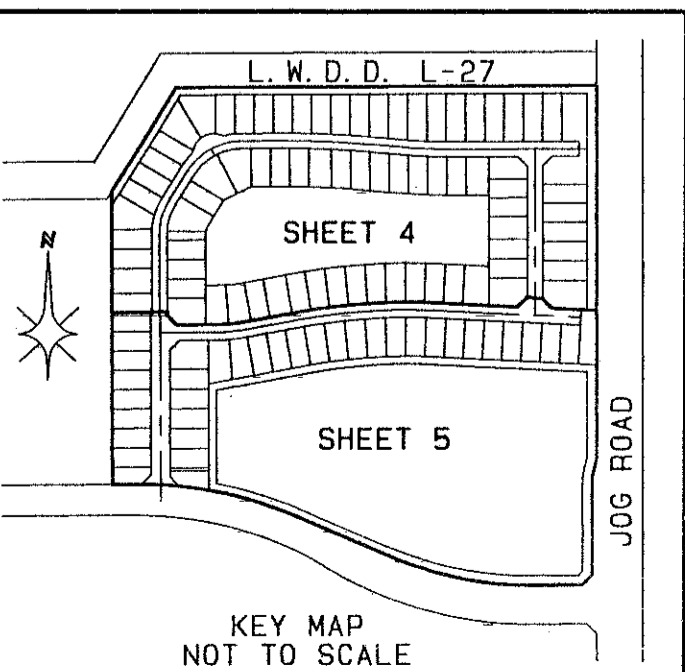 L. W. D. D. L-27
N
SHEET 4
SHEET 5
JOG ROAD
KEY MAP
NOT TO SCALE